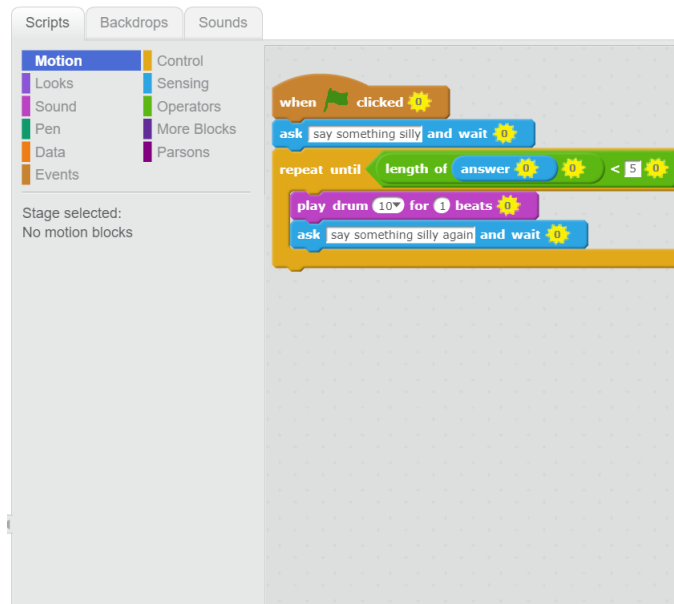 Scripts Backdrops Sounds
Motion Control
Looks Sensing
Sound Operators
Pen More Blocks
Data Parsons
Events
Stage selected:
No motion blocks
when clicked 0
ask say something silly and wait 0
repeat until length of answer 0 0 < 5 0
play drum 10 for 1 beats 0
ask say something silly again and wait 0